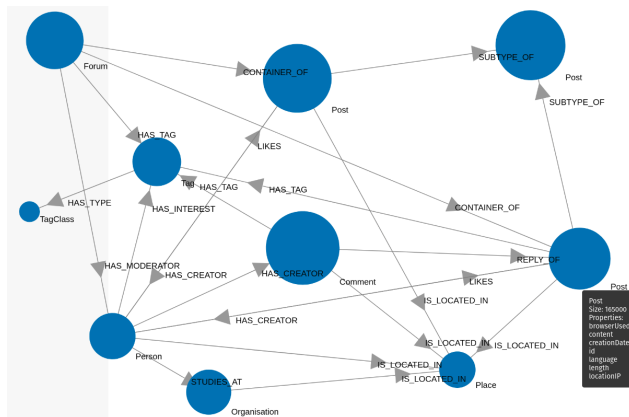 Forum
CONTAINER_OF
SUBTYPE_OF
Post
Post
SUBTYPE_OF
HAS_TAG
LIKES
Tag
HAS_TAG
HAS_TAG
HAS_TYPE
HAS_INTEREST
CONTAINER_OF
TagClass
HAS_MODERATOR
HAS_CREATOR
HAS_CREATOR
Comment
REPLY_OF
LIKES
Post
IS_LOCATED_IN
HAS_CREATOR
IS_LOCATED_IN
IS_LOCATED_IN
Person
IS_LOCATED_IN
STUDIES_AT
IS_LOCATED_IN
Place
Organisation
Post
Size: 165000
Properties:
browserUsed
content
creationDate
id
language
length
locationIP